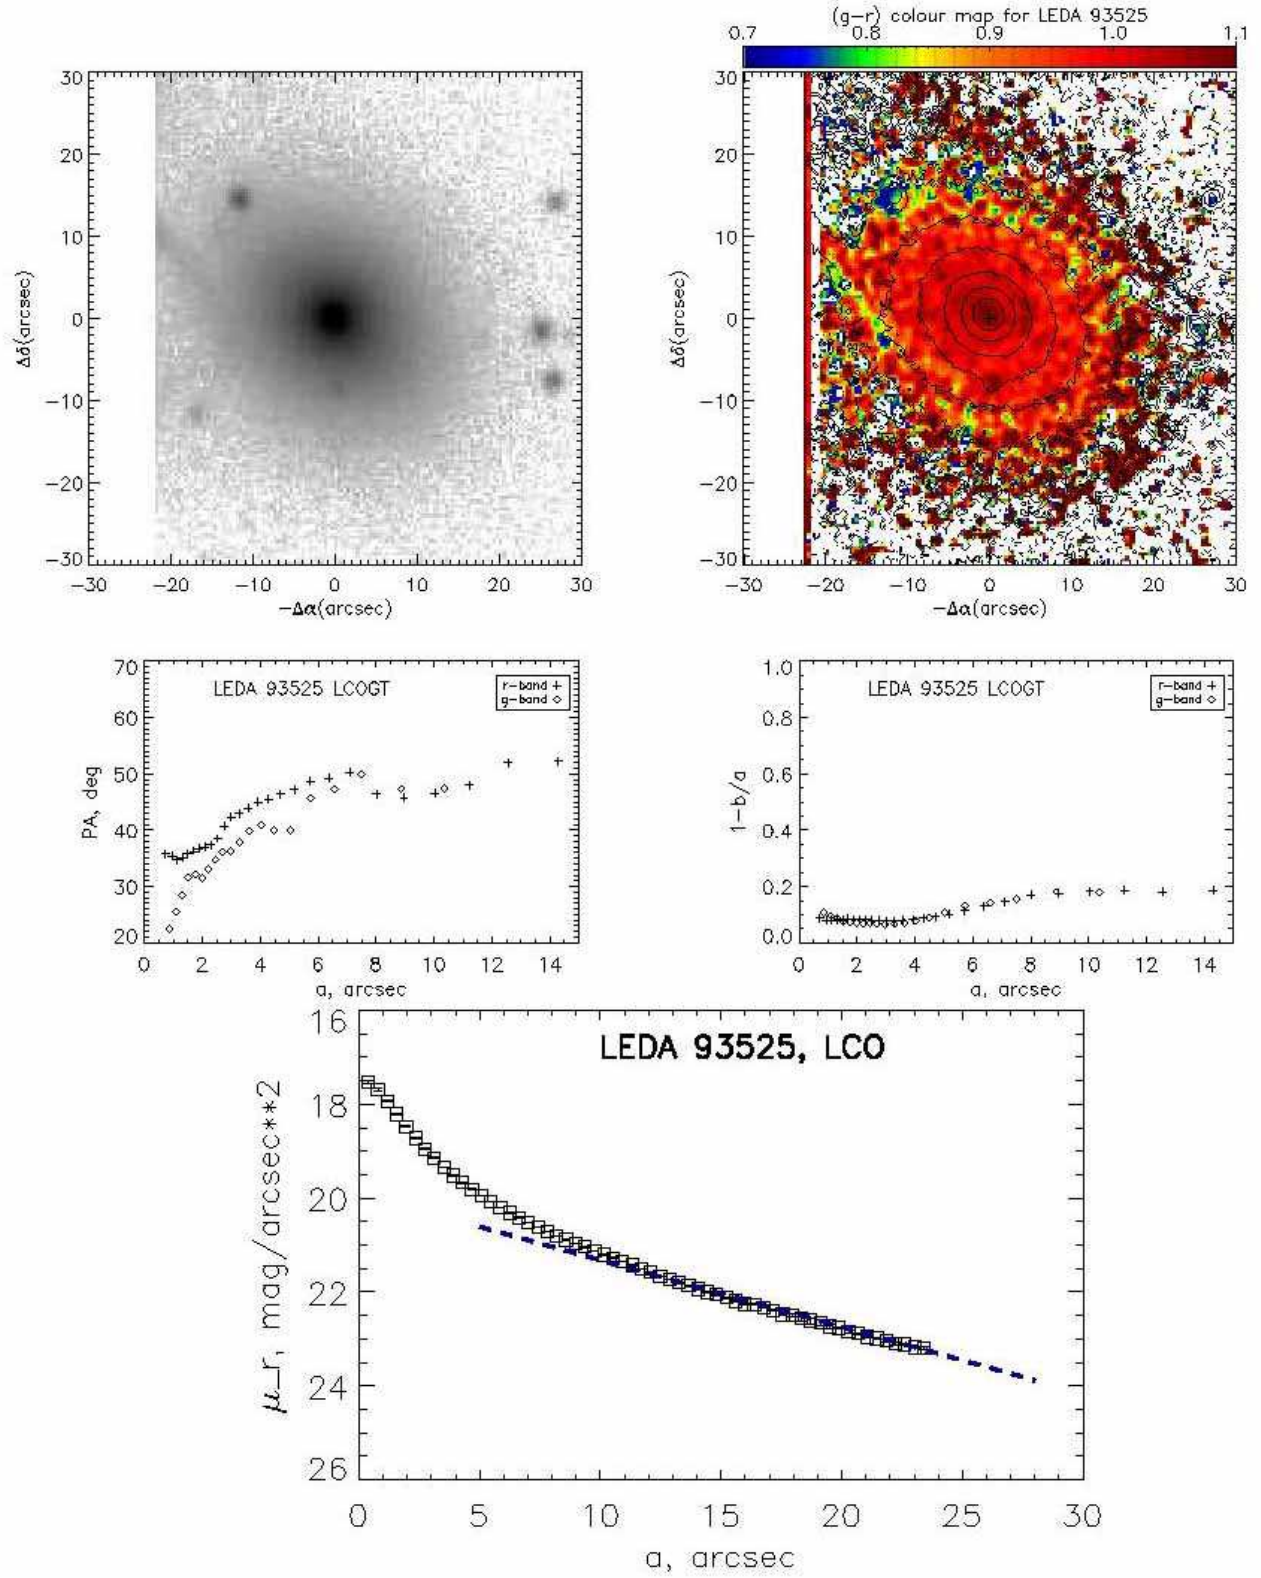 (g−r) colour map for LEDA 93525
0.7 0.8 0.9 1.0 1.1
30
20
10
0
−10
−20
−30
Δδ(arcsec)
−30 −20 −10 0 10 20 30
−Δα(arcsec)
30
20
10
0
−10
−20
−30
Δδ(arcsec)
−30 −20 −10 0 10 20 30
−Δα(arcsec)
70
60
50
40
30
20
PA, deg
LEDA 93525 LCOGT
r−band +
g−band ◇
0 2 4 6 8 10 12 14
a, arcsec
1.0
0.8
0.6
0.4
0.2
0.0
1−b/a
LEDA 93525 LCOGT
r−band +
g−band ◇
0 2 4 6 8 10 12 14
a, arcsec
16
18
20
22
24
26
μ_r, mag/arcsec**2
LEDA 93525, LCO
0 5 10 15 20 25 30
a, arcsec